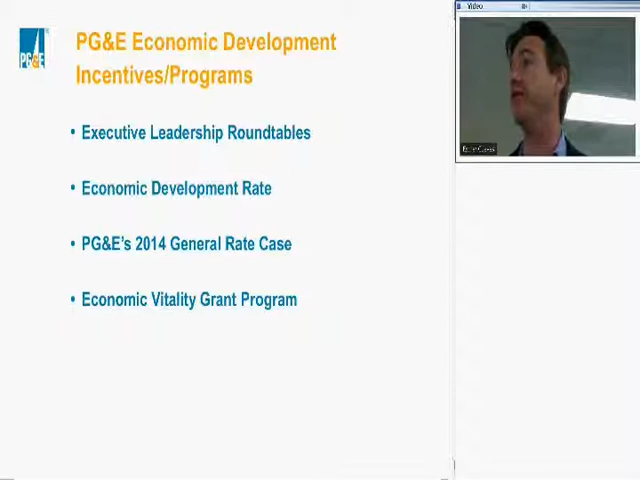 PG&E
PG&E Economic Development
Incentives/Programs
• Executive Leadership Roundtables
• Economic Development Rate
• PG&E's 2014 General Rate Case
• Economic Vitality Grant Program
Video